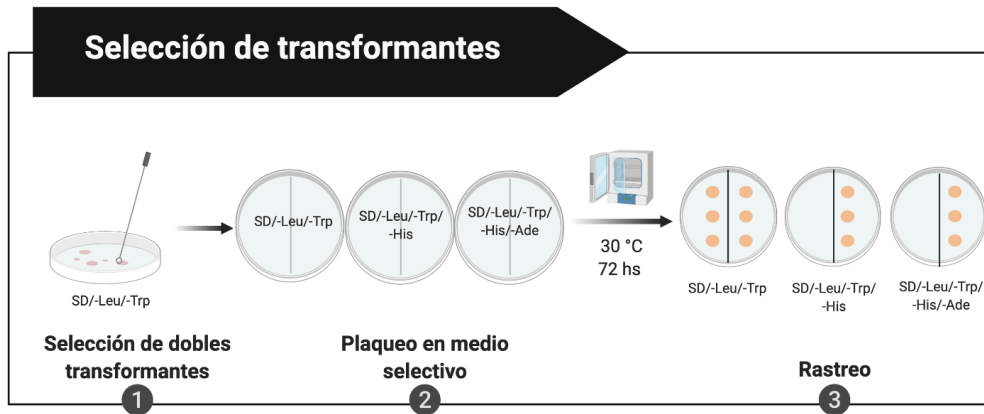 Selección de transformantes
SD/-Leu/-Trp
SD/-Leu/-Trp
SD/-Leu/-Trp/
-His
SD/-Leu/-Trp/
-His/-Ade
30 °C
72 hs
SD/-Leu/-Trp
SD/-Leu/-Trp/
-His
SD/-Leu/-Trp/
-His/-Ade
Selección de dobles
transformantes
1
Plaqueo en medio
selectivo
2
Rastreo
3